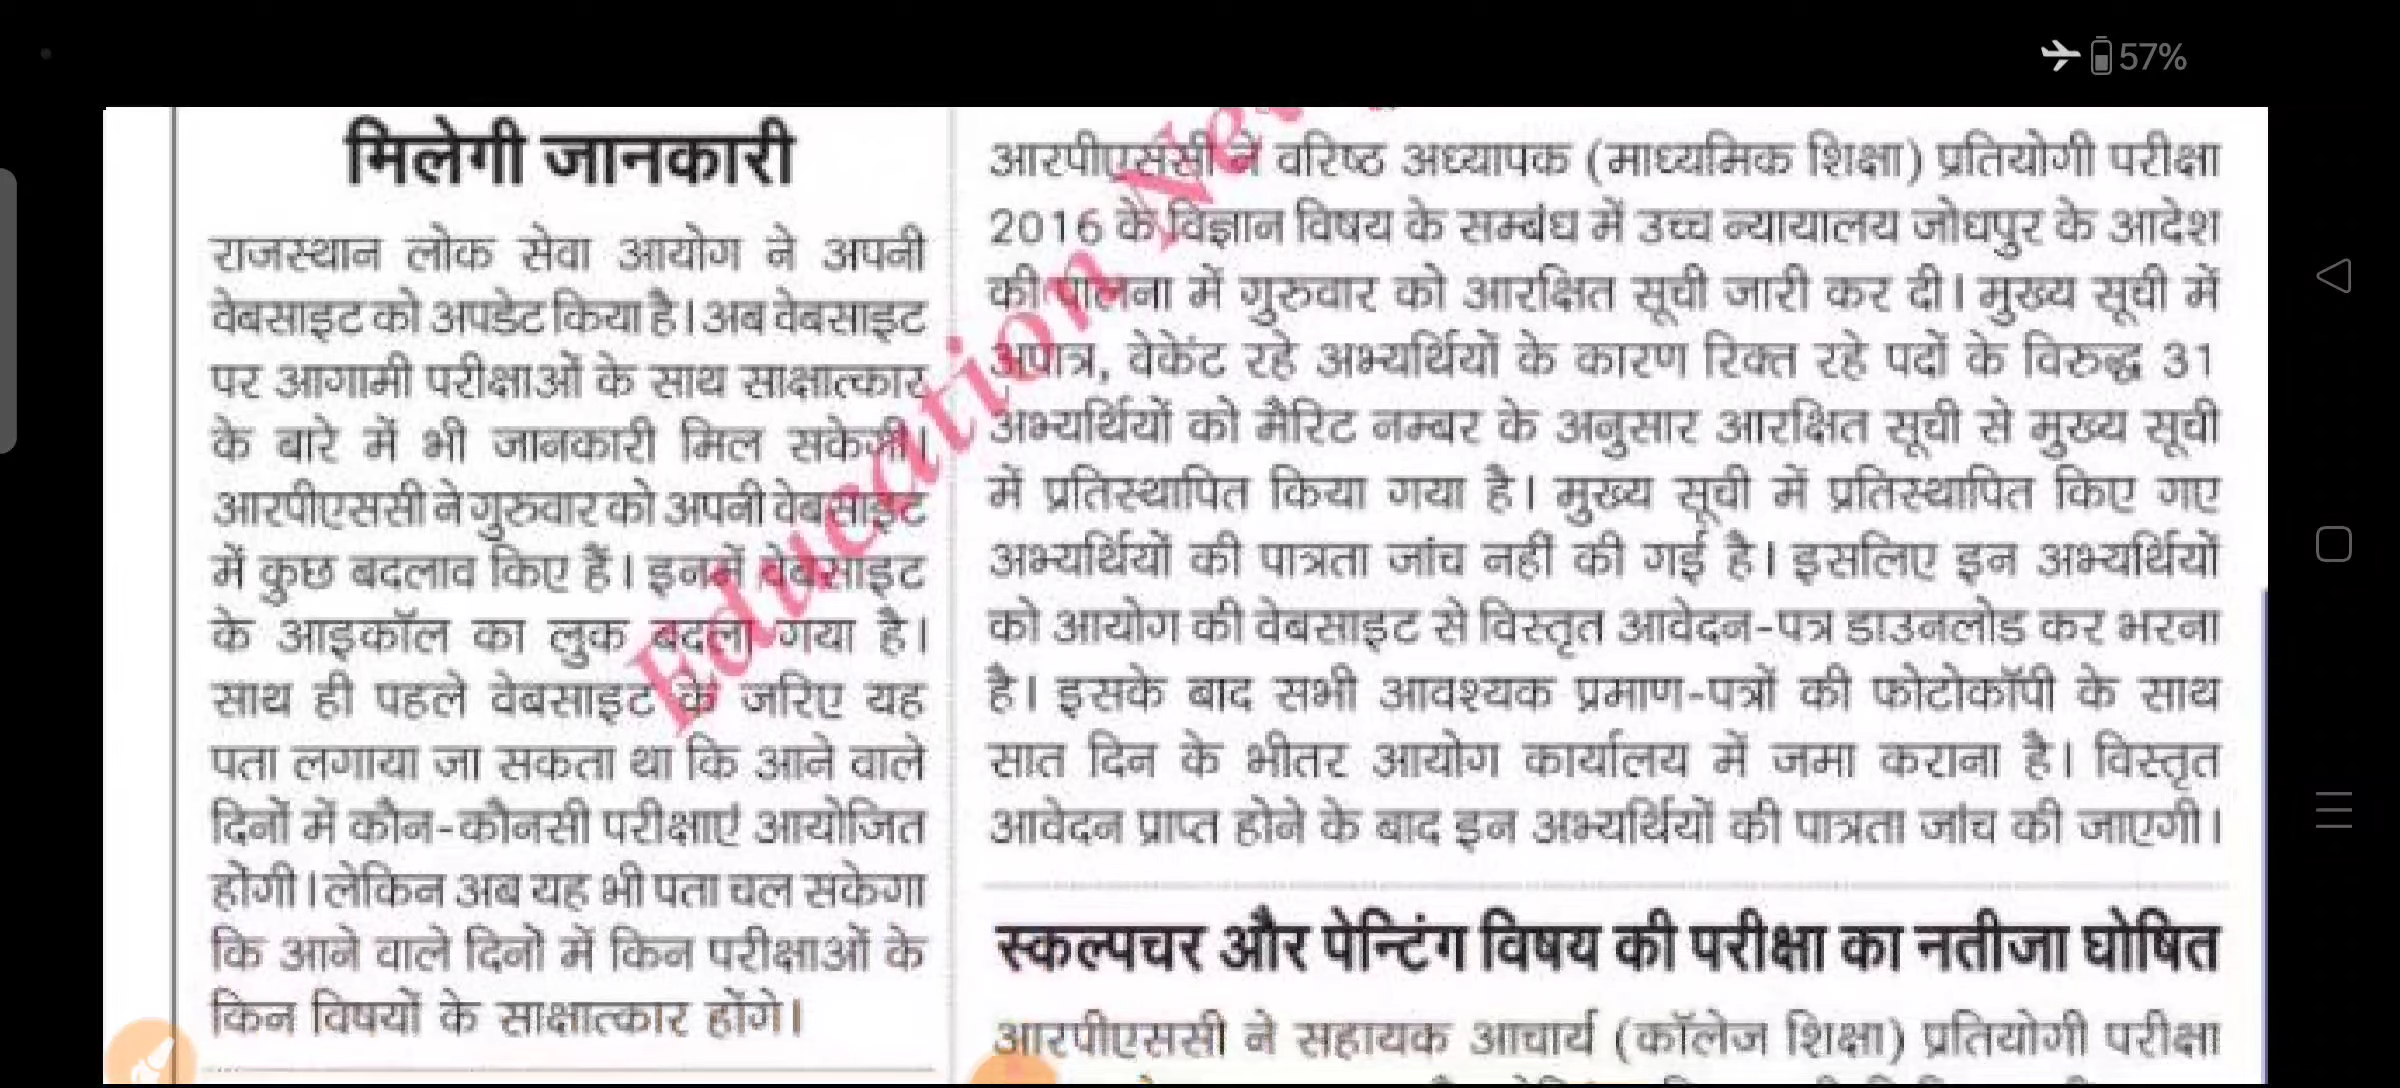 57%
मिलेगी जानकारी
राजस्थान लोक सेवा आयोग ने अपनी
वेबसाइट को अपडेट किया है। अब वेबसाइट
पर आगामी परीक्षाओं के साथ साक्षात्कार
के बारे में भी जानकारी मिल सकेगी।
आरपीएससी ने गुरुवार को अपनी वेबसाइट
में कुछ बदलाव किए हैं। इनमें वेबसाइट
के आइकॉल का लुक बदला गया है।
साथ ही पहले वेबसाइट के जरिए यह
पता लगाया जा सकता था कि आने वाले
दिनों में कौन-कौनसी परीक्षाएं आयोजित
होंगी। लेकिन अब यह भी पता चल सकेगा
कि आने वाले दिनों में किन परीक्षाओं के
किन विषयों के साक्षात्कार होंगे।
आरपीएससी ने वरिष्ठ अध्यापक (माध्यमिक शिक्षा) प्रतियोगी परीक्षा
2016 के विज्ञान विषय के सम्बंध में उच्च न्यायालय जोधपुर के आदेश
की पालना में गुरुवार को आरक्षित सूची जारी कर दी। मुख्य सूची में
अपात्र, वेकेंट रहे अभ्यर्थियों के कारण रिक्त रहे पदों के विरुद्ध 31
अभ्यर्थियों को मैरिट नम्बर के अनुसार आरक्षित सूची से मुख्य सूची
में प्रतिस्थापित किया गया है। मुख्य सूची में प्रतिस्थापित किए गए
अभ्यर्थियों की पात्रता जांच नहीं की गई है। इसलिए इन अभ्यर्थियों
को आयोग की वेबसाइट से विस्तृत आवेदन-पत्र डाउनलोड कर भरना
है। इसके बाद सभी आवश्यक प्रमाण-पत्रों की फोटोकॉपी के साथ
सात दिन के भीतर आयोग कार्यालय में जमा कराना है। विस्तृत
आवेदन प्राप्त होने के बाद इन अभ्यर्थियों की पात्रता जांच की जाएगी।
स्कल्पचर और पेन्टिंग विषय की परीक्षा का नतीजा घोषित
आरपीएससी ने सहायक आचार्य (कॉलेज शिक्षा) प्रतियोगी परीक्षा
Education